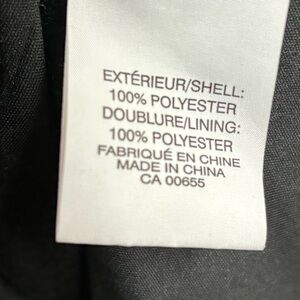 EXTÉRIEUR/SHELL:
100% POLYESTER
DOUBLURE/LINING:
100% POLYESTER
FABRIQUÉ EN CHINE
MADE IN CHINA
CA 00655